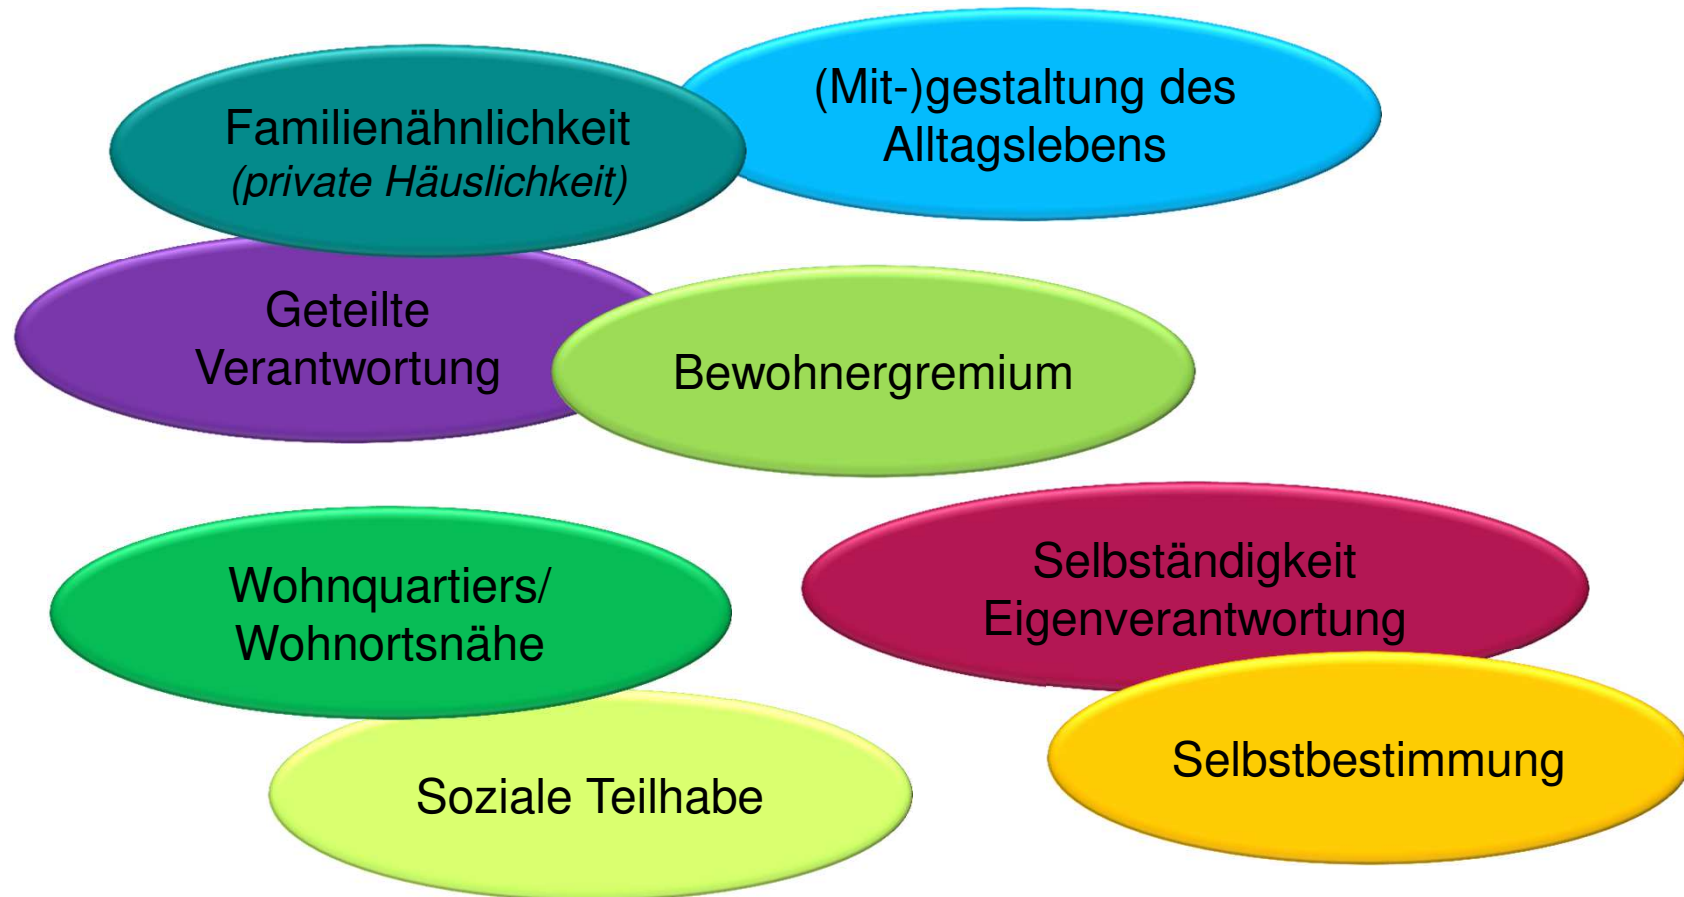 Familienähnlichkeit
(private Häuslichkeit)
(Mit-)gestaltung des
Alltagslebens
Geteilte
Verantwortung
Bewohnergremium
Wohnquartiers/
Wohnortsnähe
Selbständigkeit
Eigenverantwortung
Soziale Teilhabe
Selbstbestimmung